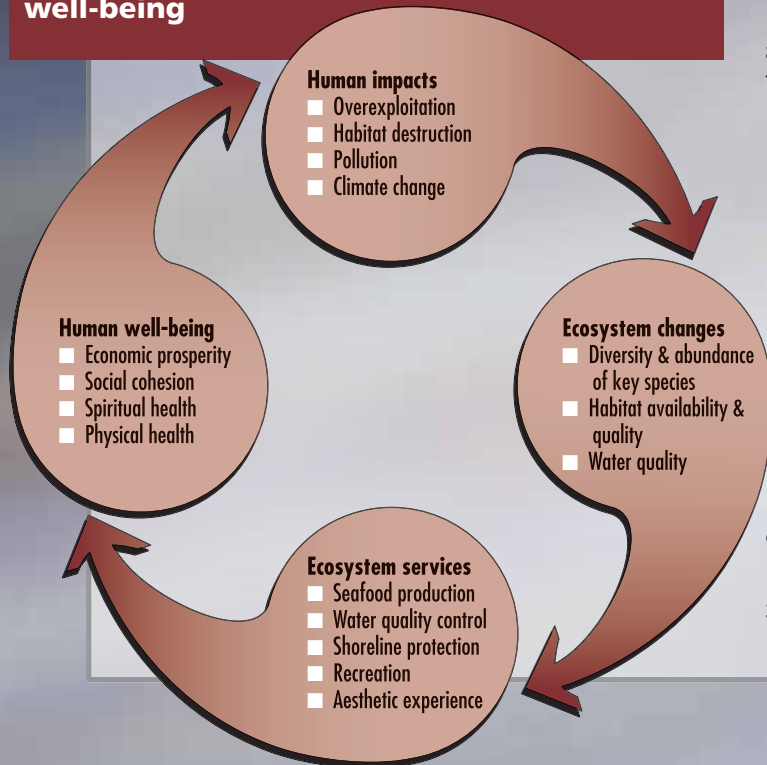 well-being
Human impacts
Overexploitation
Habitat destruction
Pollution
Climate change
Human well-being
Economic prosperity
Social cohesion
Spiritual health
Physical health
Ecosystem changes
Diversity & abundance
of key species
Habitat availability &
quality
Water quality
Ecosystem services
Seafood production
Water quality control
Shoreline protection
Recreation
Aesthetic experience